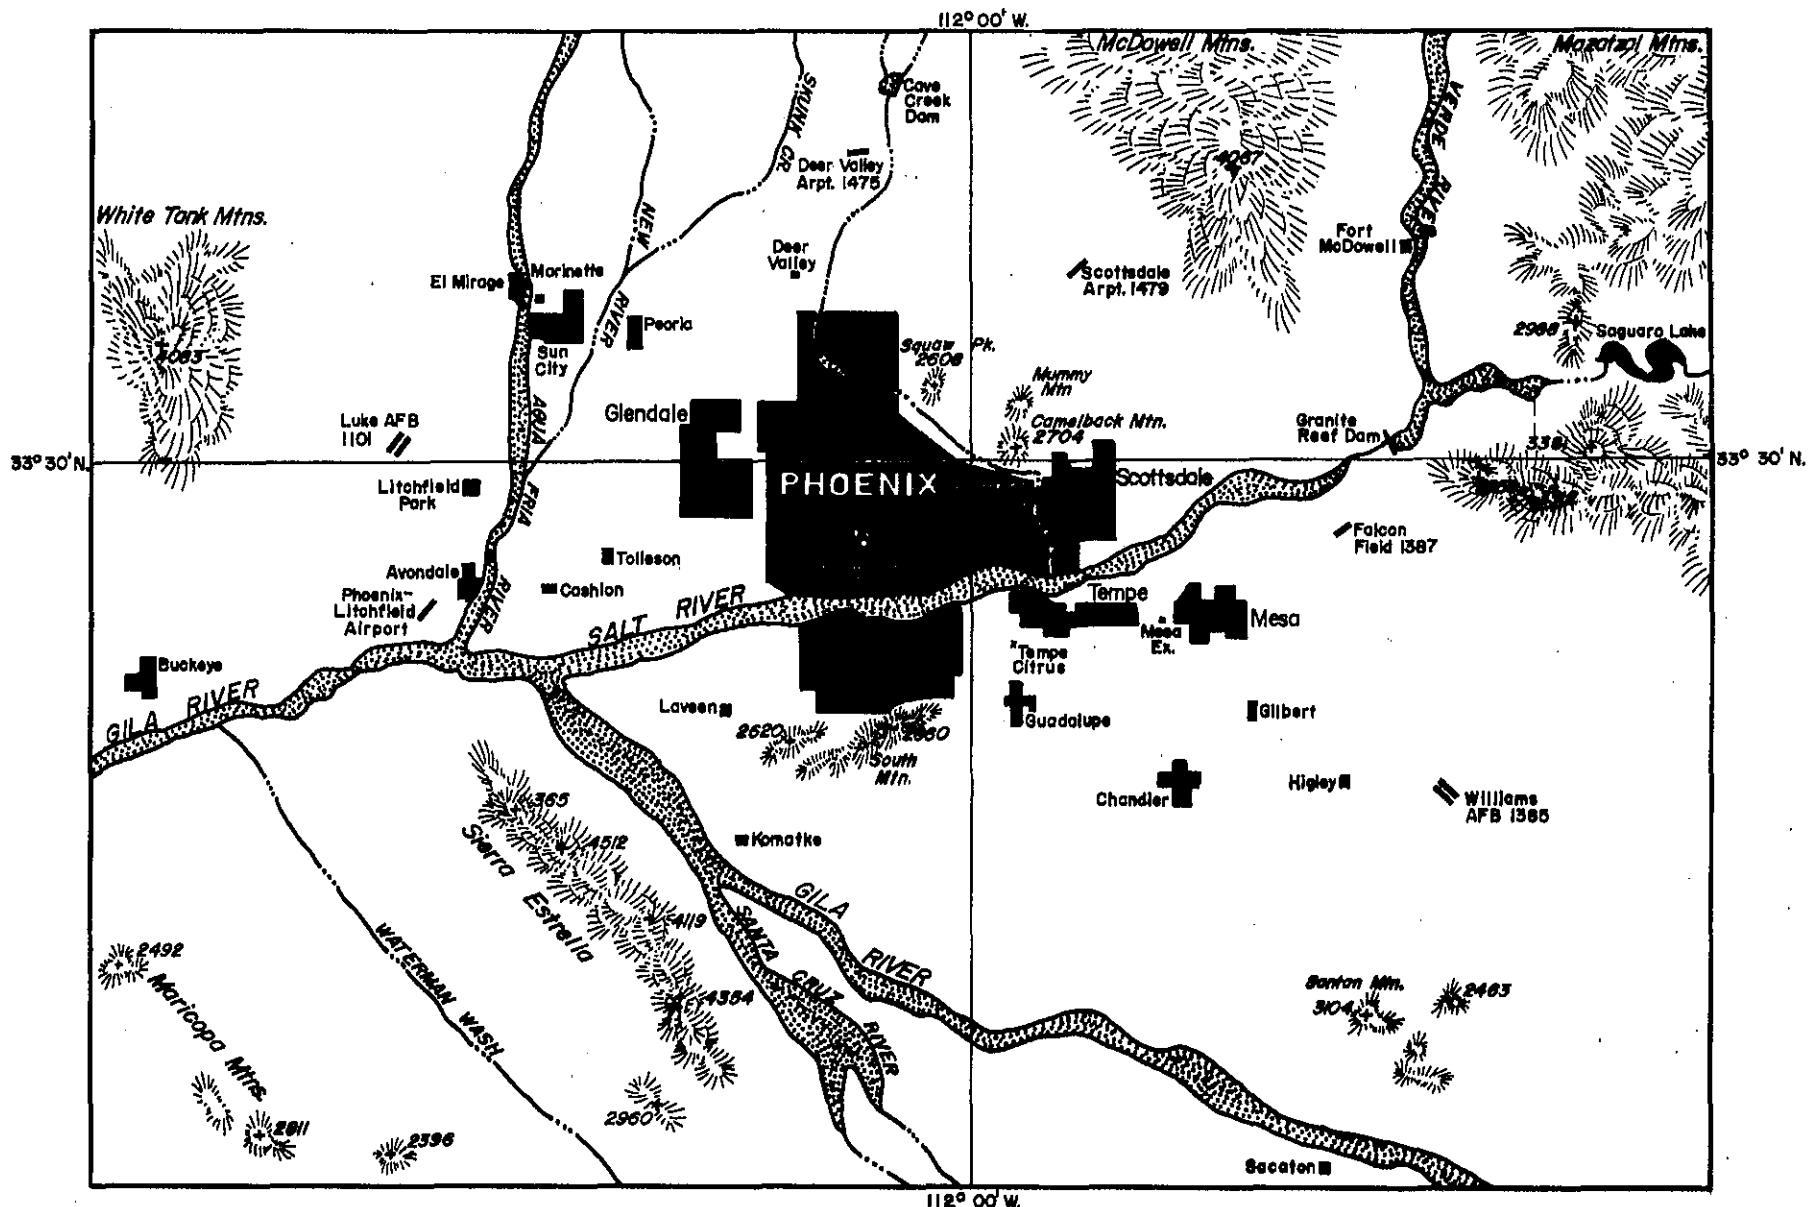 112° 00' W.
McDowell Mtns.
Mazatzal Mtns.
SKUNK CR.
Cave
Creek
Dam
VERDE RIVER
Deer Valley
Arpt. 1475
4067
White Tank Mtns.
NEW RIVER
Fort
McDowell
Deer
Valley
Scottsdale
Arpt. 1479
El Mirage
Marinette
Peoria
Sun
City
4083
2988
Saguaro Lake
Squaw Pk.
2608
Mummy
Mtn
Camelback Mtn.
2704
Luke AFB
1101
AQUA FRIA RIVER
Glendale
Granite
Reef Dam
33° 30' N.
33° 30' N.
PHOENIX
Scottsdale
Litchfield
Park
Falcon
Field 1387
Tolleson
Avondale
Cashion
Phoenix-
Litchfield
Airport
SALT RIVER
Tempe
Mesa
Mesa
Ex.
Tempe
Citrus
Buckeye
GILA RIVER
Laveen
Guadalupe
Gilbert
2620
2660
South
Mtn.
Chandler
Higley
Williams
AFB 1385
365
4512
Sierra Estrella
Komatke
4119
GILA RIVER
SANTA CRUZ RIVER
2492
Maricopa Mtns.
WATERMAN WASH
4354
Santan Mtn.
3104
2463
2960
2811
2396
Sacaton
112° 00' W.